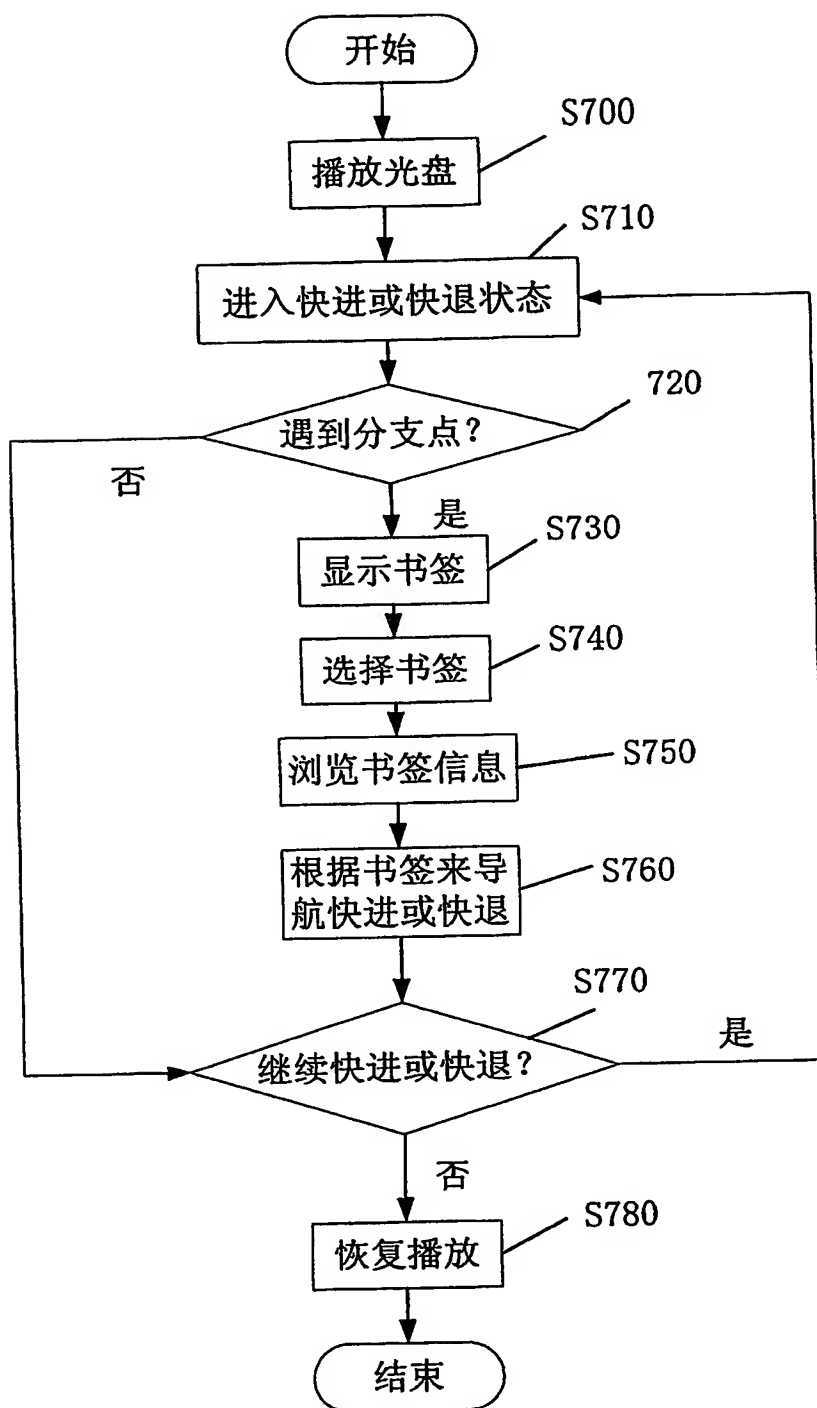 开始
S700
播放光盘
S710
进入快进或快退状态
720
遇到分支点？
否
是
S730
显示书签
S740
选择书签
S750
浏览书签信息
S760
根据书签来导
航快进或快退
S770
继续快进或快退？
是
否
S780
恢复播放
结束